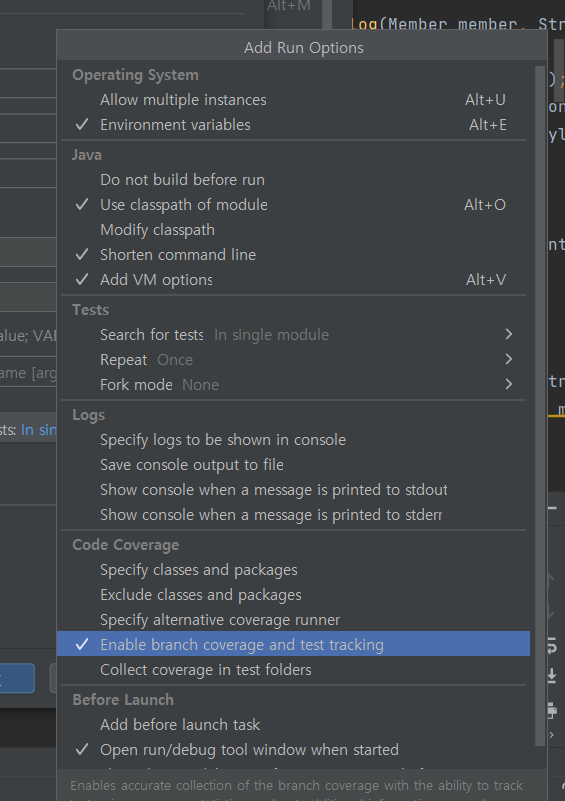 Alt+M
log(Member member, Str
Add Run Options
Operating System
Allow multiple instances Alt+U
);
on
Environment variables Alt+E
yl
Java
Do not build before run
Use classpath of module Alt+O
Modify classpath
nt
Shorten command line
Add VM options Alt+V
Tests
alue; VAR
Search for tests In single module
Repeat Once
ame [arg
Fork mode None
tr
Logs
m
sts: In sin
Specify logs to be shown in console
Save console output to file
Show console when a message is printed to stdout
Show console when a message is printed to stderr
Code Coverage
Specify classes and packages
Exclude classes and packages
Specify alternative coverage runner
Enable branch coverage and test tracking
Collect coverage in test folders
Before Launch
Add before launch task
Open run/debug tool window when started
Enables accurate collection of the branch coverage with the ability to track